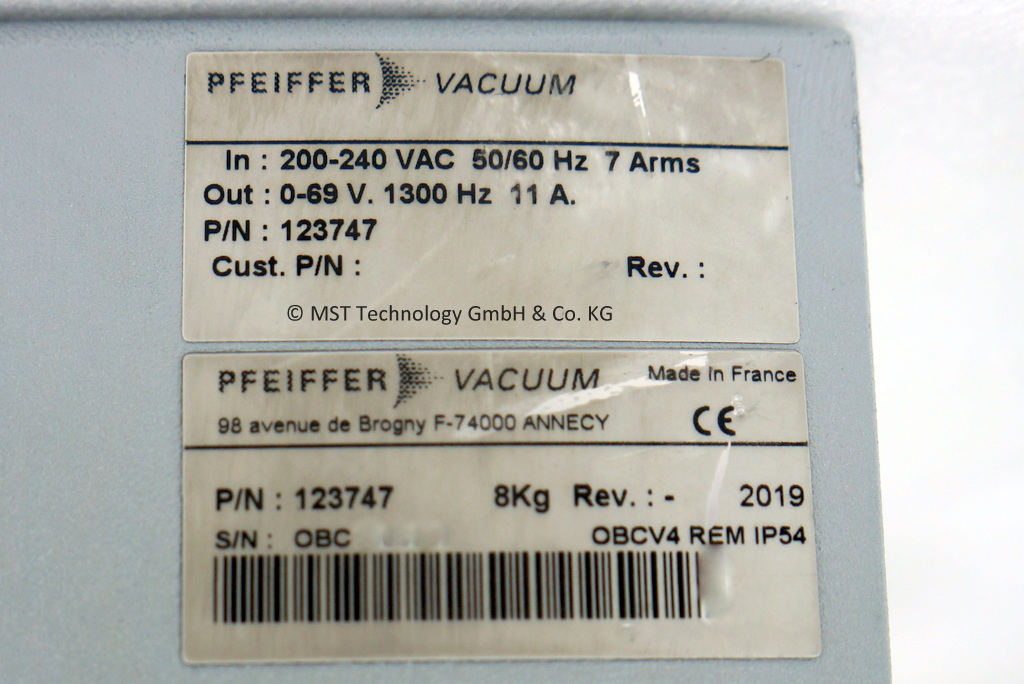 PFEIFFER VACUUM
In : 200-240 VAC 50/60 Hz 7 Arms
Out : 0-69 V. 1300 Hz 11 A.
P/N : 123747
Cust. P/N : Rev. :
© MST Technology GmbH & Co. KG
PFEIFFER VACUUM Made in France
98 avenue de Brogny F-74000 ANNECY CE
P/N : 123747 8Kg Rev. : - 2019
S/N : OBC OBCV4 REM IP54